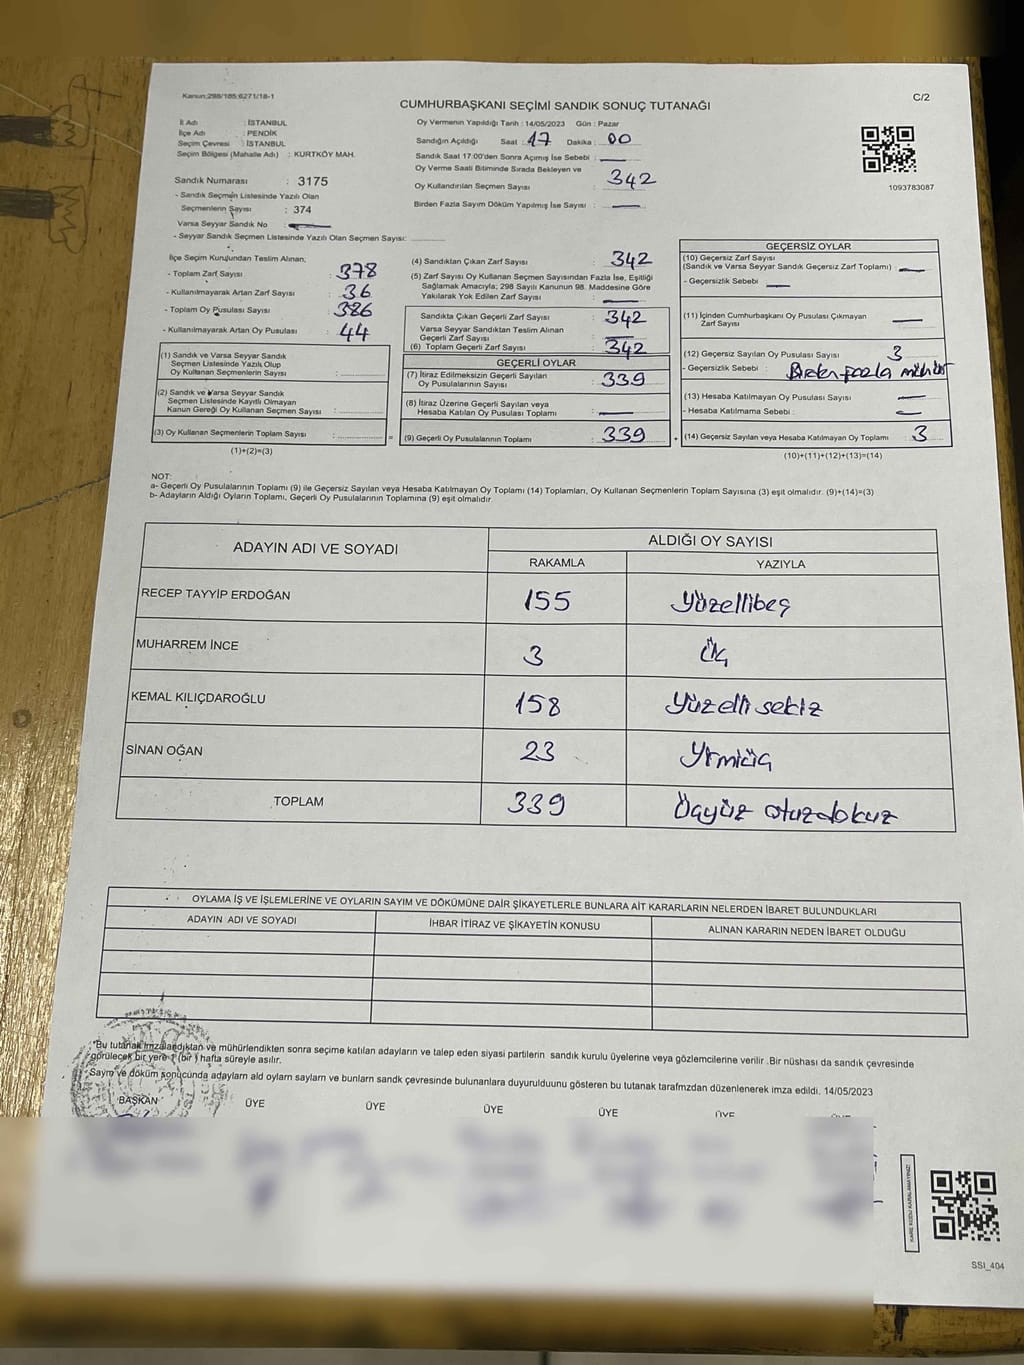 Kanun:298/185;6271/18-1
CUMHURBAŞKANI SEÇİMİ SANDIK SONUÇ TUTANAĞI
C/2
İl Adı : İSTANBUL
İlçe Adı : PENDİK
Seçim Çevresi : İSTANBUL
Seçim Bölgesi (Mahalle Adı) : KURTKÖY MAH.
Sandık Numarası : 3175
- Sandık Seçmen Listesinde Yazılı Olan
Seçmenlerin Sayısı : 374
Varsa Seyyar Sandık No :
- Seyyar Sandık Seçmen Listesinde Yazılı Olan Seçmen Sayısı:
Oy Vermenin Yapıldığı Tarih : 14/05/2023 Gün : Pazar
Sandığın Açıldığı Saat : 17 Dakika : 00
Sandık Saat 17:00'den Sonra Açımış İse Sebebi :
Oy Verme Saati Bitiminde Sırada Bekleyen ve
Oy Kullandırılan Seçmen Sayısı : 342
Birden Fazla Sayım Döküm Yapılmış İse Sayısı :
1093783087
İlçe Seçim Kurulundan Teslim Alınan;
- Toplam Zarf Sayısı : 378
- Kullanılmayarak Artan Zarf Sayısı : 36
- Toplam Oy Pusulası Sayısı : 386
- Kullanılmayarak Artan Oy Pusulası : 44
(1) Sandık ve Varsa Seyyar Sandık
Seçmen Listesinde Yazılı Olup
Oy Kullanan Seçmenlerin Sayısı :
(2) Sandık ve Varsa Seyyar Sandık
Seçmen Listesinde Kayıtlı Olmayan
Kanun Gereği Oy Kullanan Seçmen Sayısı :
(3) Oy Kullanan Seçmenlerin Toplam Sayısı : =
(1)+(2)=(3)
(4) Sandıktan Çıkan Zarf Sayısı : 342
(5) Zarf Sayısı Oy Kullanan Seçmen Sayısından Fazla İse, Eşitliği
Sağlamak Amacıyla; 298 Sayılı Kanunun 98. Maddesine Göre
Yakılarak Yok Edilen Zarf Sayısı :
Sandıkta Çıkan Geçerli Zarf Sayısı : 342
Varsa Seyyar Sandıktan Teslim Alınan
Geçerli Zarf Sayısı :
(6) Toplam Geçerli Zarf Sayısı : 342
GEÇERLİ OYLAR
(7) İtiraz Edilmeksizin Geçerli Sayılan
Oy Pusulalarının Sayısı : 339
(8) İtiraz Üzerine Geçerli Sayılan veya
Hesaba Katılan Oy Pusulası Toplamı :
(9) Geçerli Oy Pusulalarının Toplamı : 339 +
GEÇERSİZ OYLAR
(10) Geçersiz Zarf Sayısı
(Sandık ve Varsa Seyyar Sandık Geçersiz Zarf Toplamı) :
- Geçersizlik Sebebi :
(11) İçinden Cumhurbaşkanı Oy Pusulası Çıkmayan
Zarf Sayısı :
(12) Geçersiz Sayılan Oy Pusulası Sayısı : 3
- Geçersizlik Sebebi : Birden fazla mühür
(13) Hesaba Katılmayan Oy Pusulası Sayısı :
- Hesaba Katılmama Sebebi :
(14) Geçersiz Sayılan veya Hesaba Katılmayan Oy Toplamı : 3
(10)+(11)+(12)+(13)=(14)
NOT:
a- Geçerli Oy Pusulalarının Toplamı (9) ile Geçersiz Sayılan veya Hesaba Katılmayan Oy Toplamı (14) Toplamları, Oy Kullanan Seçmenlerin Toplam Sayısına (3) eşit olmalıdır. (9)+(14)=(3)
b- Adayların Aldığı Oyların Toplamı, Geçerli Oy Pusulalarının Toplamına (9) eşit olmalıdır.
ADAYIN ADI VE SOYADI
ALDIĞI OY SAYISI
RAKAMLA YAZIYLA
RECEP TAYYİP ERDOĞAN 155 Yüzellibeş
MUHARREM İNCE 3 Üç
KEMAL KILIÇDAROĞLU 158 Yüzelli sekiz
SİNAN OĞAN 23 Yirmiüç
TOPLAM 339 Üçyüz otuzdokuz
OYLAMA İŞ VE İŞLEMLERİNE VE OYLARIN SAYIM VE DÖKÜMÜNE DAİR ŞİKAYETLERLE BUNLARA AİT KARARLARIN NELERDEN İBARET BULUNDUKLARI
ADAYIN ADI VE SOYADI İHBAR İTİRAZ VE ŞİKAYETİN KONUSU ALINAN KARARIN NEDEN İBARET OLDUĞU
*Bu tutanak imzalandıktan ve mühürlendikten sonra seçime katılan adayların ve talep eden siyasi partilerin sandık kurulu üyelerine veya gözlemcilerine verilir .Bir nüshası da sandık çevresinde
görülecek bir yere 1 (bir ) hafta süreyle asılır.
Sayım ve döküm sonucunda adayların ald oyların sayların ve bunların sandk çevresinde bulunanlara duyurulduunu gösteren bu tutanak tarafmzdan düzenlenerek imza edildi. 14/05/2023
BAŞKAN ÜYE ÜYE ÜYE ÜYE ÜYE ÜYE
KARE KODU KARALAMAYINIZ!
SSI_404